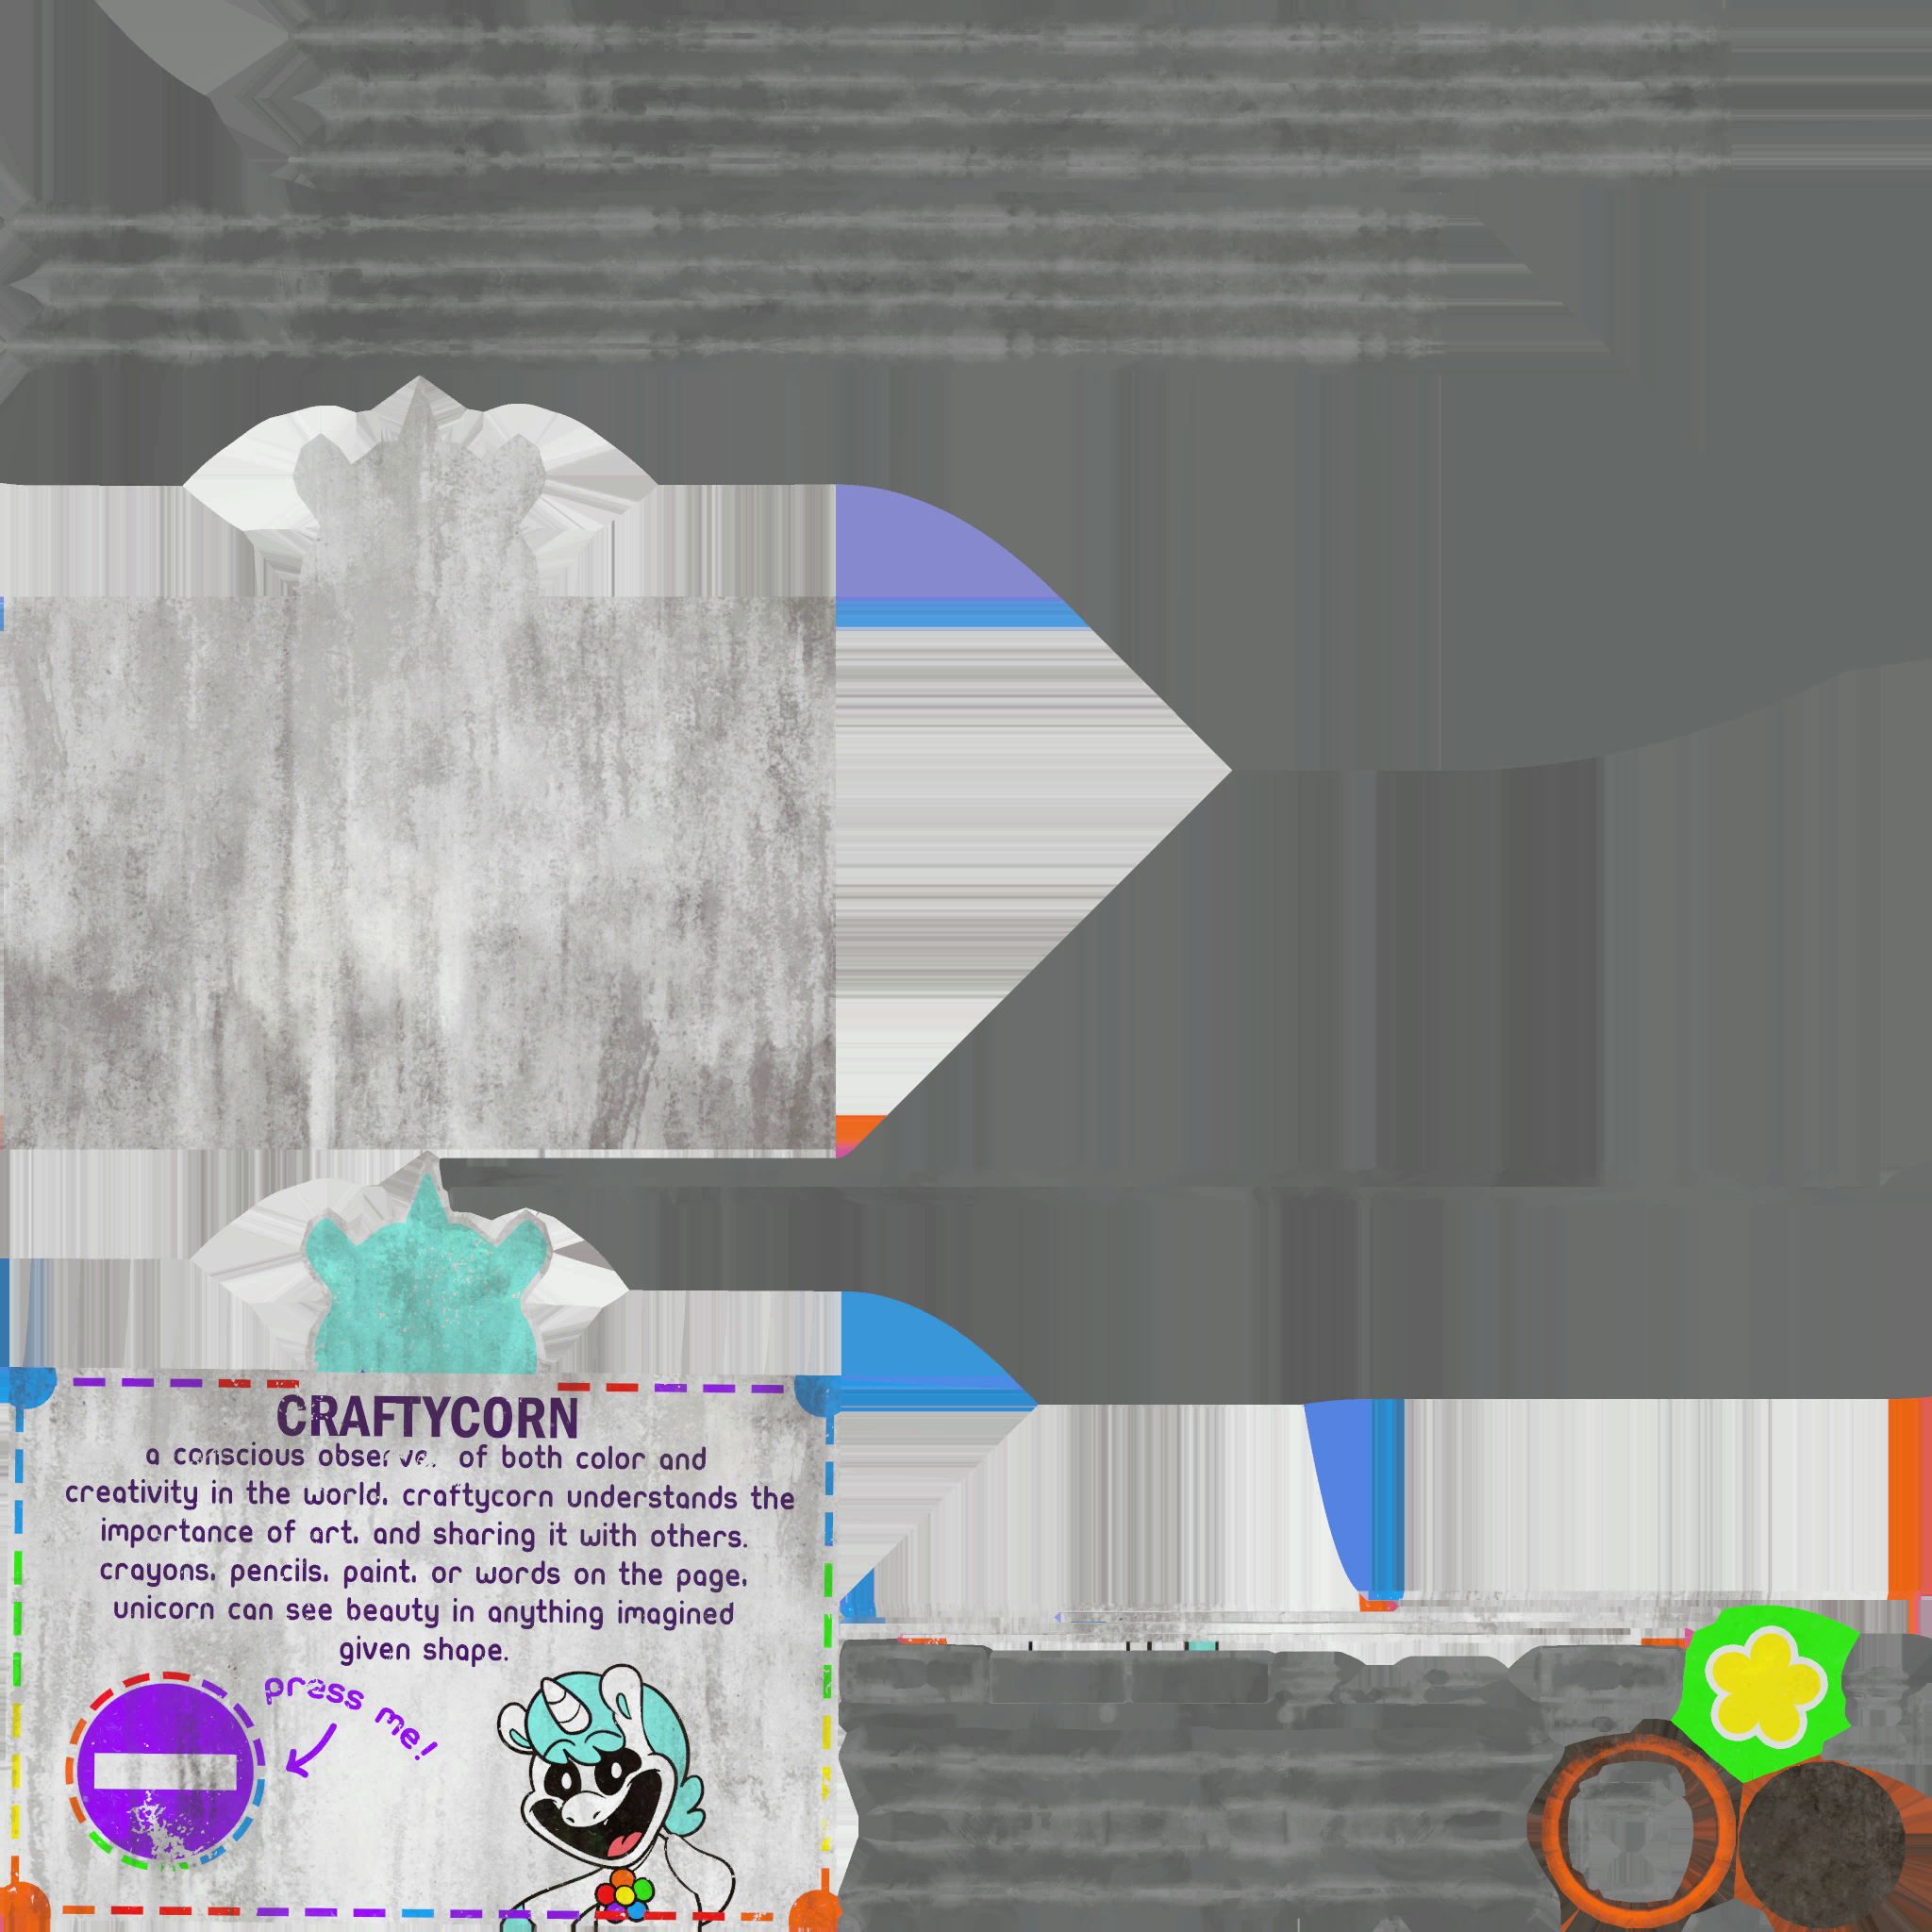 CRAFTYCORN
a conscious of both color and
creativity in the world, craftycorn understands the
importance of art, and sharing it with others.
crayons, pencils, paint, or words on the page,
unicorn can see beauty in anything imagined
given shape.
press me!